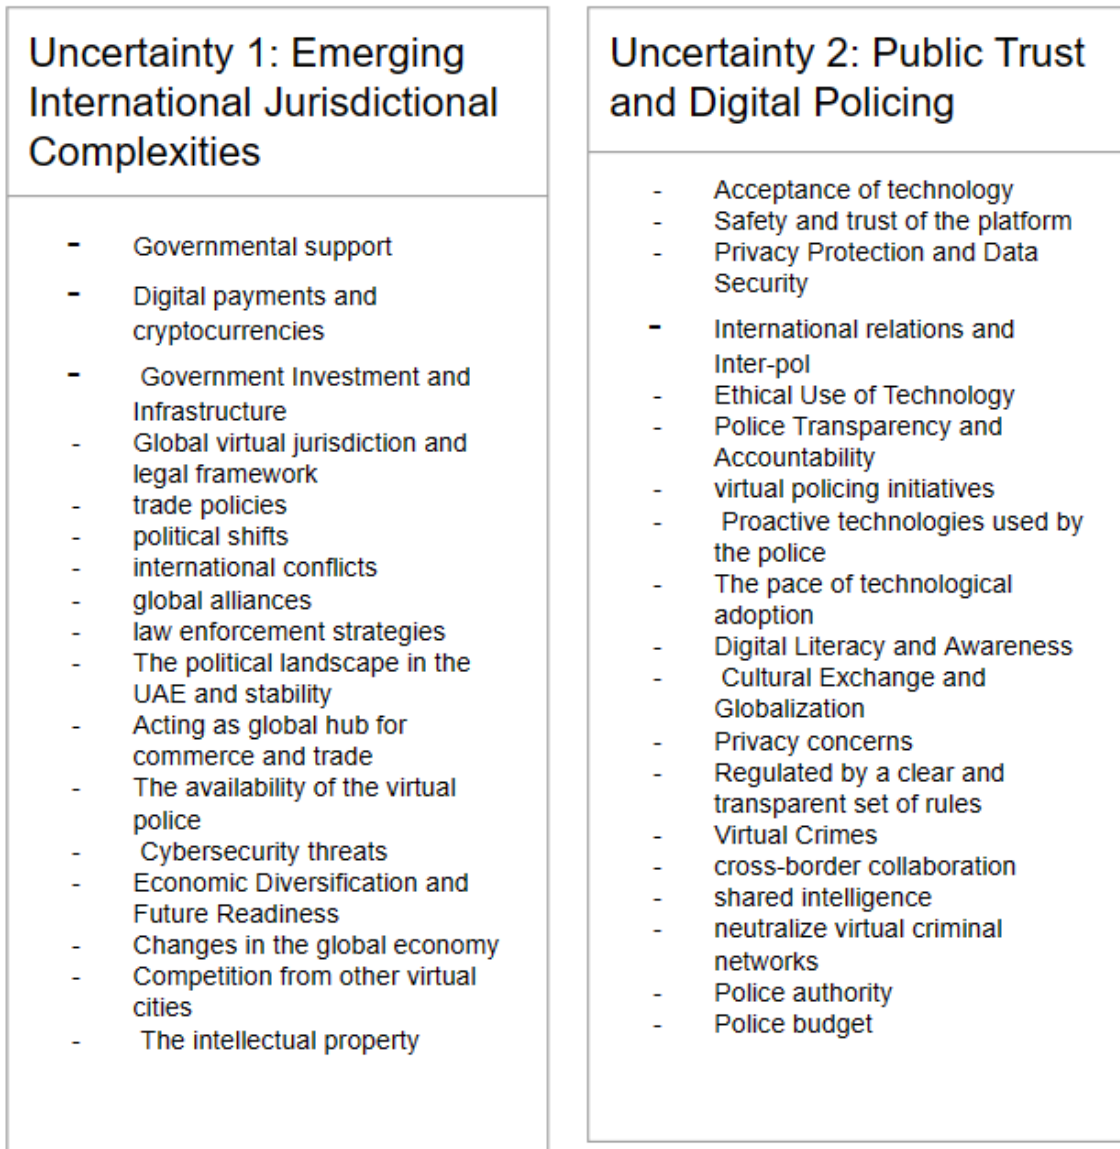 Uncertainty 1: Emerging
International Jurisdictional
Complexities
- Governmental support
- Digital payments and
cryptocurrencies
- Government Investment and
Infrastructure
- Global virtual jurisdiction and
legal framework
- trade policies
- political shifts
- international conflicts
- global alliances
- law enforcement strategies
- The political landscape in the
UAE and stability
- Acting as global hub for
commerce and trade
- The availability of the virtual
police
- Cybersecurity threats
- Economic Diversification and
Future Readiness
- Changes in the global economy
- Competition from other virtual
cities
- The intellectual property
Uncertainty 2: Public Trust
and Digital Policing
- Acceptance of technology
- Safety and trust of the platform
- Privacy Protection and Data
Security
- International relations and
Inter-pol
- Ethical Use of Technology
- Police Transparency and
Accountability
- virtual policing initiatives
- Proactive technologies used by
the police
- The pace of technological
adoption
- Digital Literacy and Awareness
- Cultural Exchange and
Globalization
- Privacy concerns
- Regulated by a clear and
transparent set of rules
- Virtual Crimes
- cross-border collaboration
- shared intelligence
- neutralize virtual criminal
networks
- Police authority
- Police budget